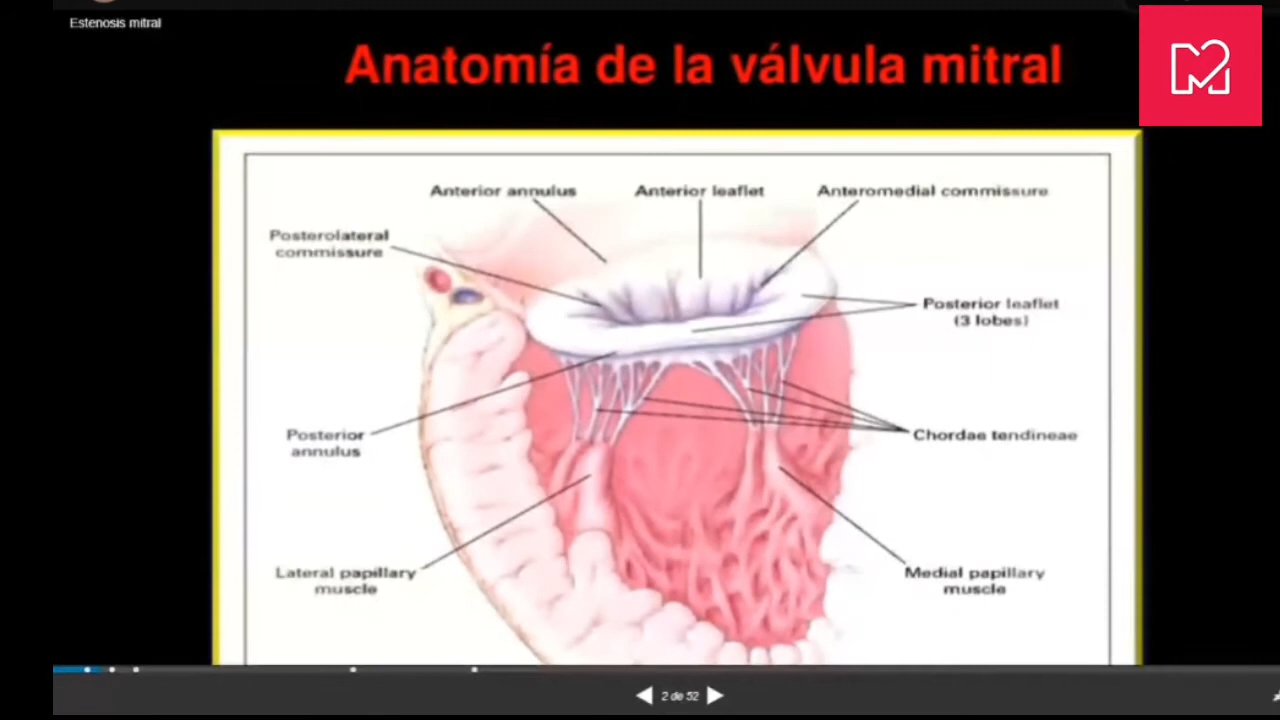 Estenosis mitral
Anatomía de la válvula mitral
Anterior annulus
Anterior leaflet
Anteromedial commissure
Posterolateral
commissure
Posterior leaflet
(3 lobes)
Posterior
annulus
Chordae tendineae
Lateral papillary
muscle
Medial papillary
muscle
2 de 52